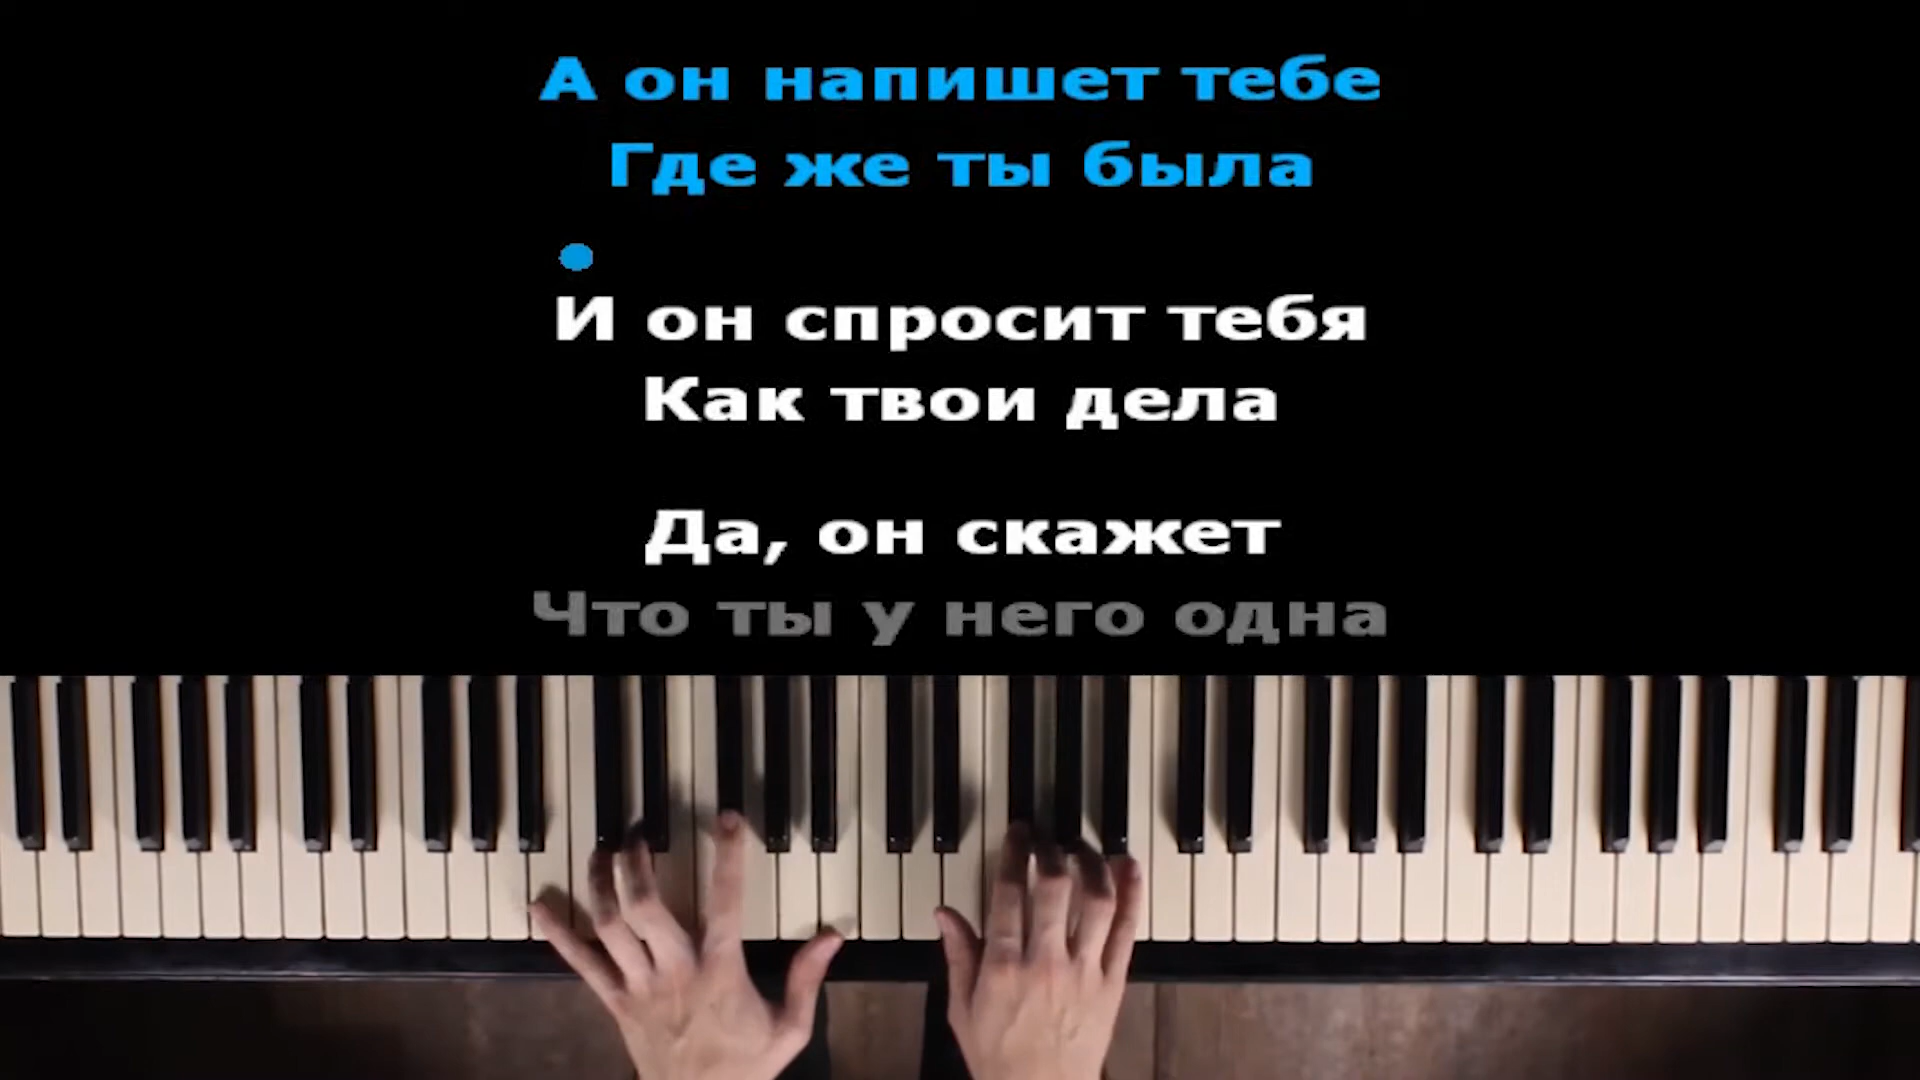 А он напишет тебе
Где же ты была
И он спросит тебя
Как твои дела
Да, он скажет
Что ты у него одна